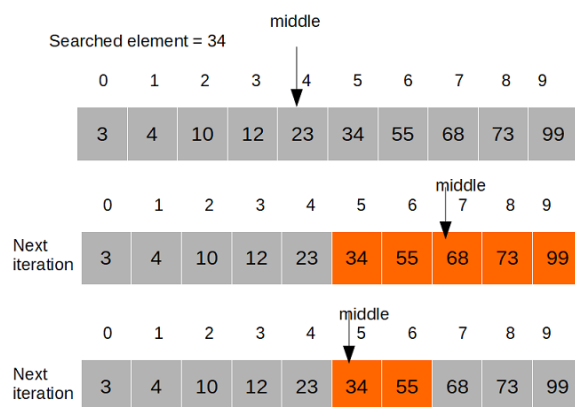 middle
Searched element = 34
0 1 2 3 4 5 6 7 8 9
3 4 10 12 23 34 55 68 73 99
middle
0 1 2 3 4 5 6 7 8 9
Next
iteration
3 4 10 12 23 34 55 68 73 99
middle
0 1 2 3 4 5 6 7 8 9
Next
iteration
3 4 10 12 23 34 55 68 73 99